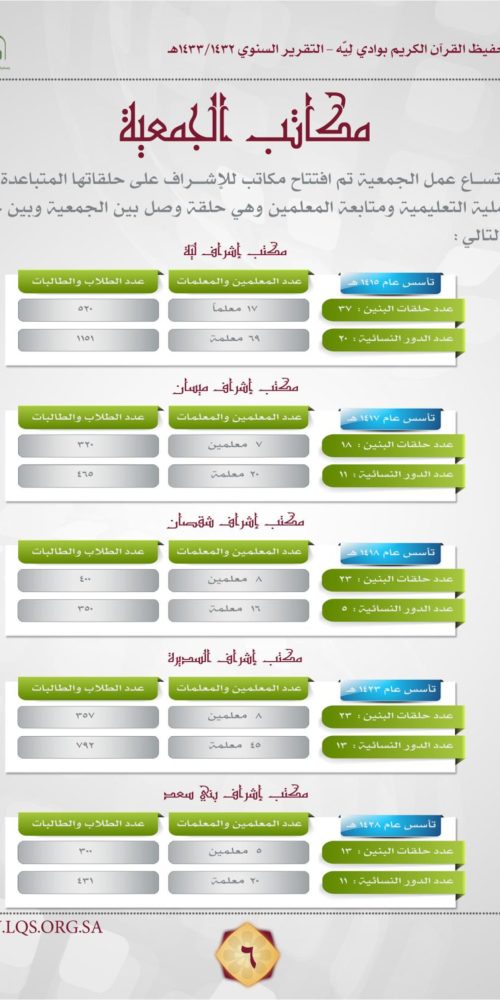 حفيظ القرآن الكريم بوادي ليّه - التقرير السنوي ١٤٣٣/١٤٣٢هـ
مكاتب الجمعية
تساع عمل الجمعية تم افتتاح مكاتب للإشراف على حلقاتها المتباعدة
ملية التعليمية ومتابعة المعلمين وهي حلقة وصل بين الجمعية وبين
لتالي :
مكتب إشراف ليّة
تأسس عام ١٤١٥ هـ عدد المعلمين والمعلمات عدد الطلاب والطالبات
عدد حلقات البنين : ٣٧ ١٧ معلماً ٥٢٠
عدد الدور النسائية : ٢٠ ٦٩ معلمة ١١٥١
مكتب إشراف ميسان
تأسس عام ١٤١٧ هـ عدد المعلمين والمعلمات عدد الطلاب والطالبات
عدد حلقات البنين : ١٨ ٧ معلمين ٣٢٠
عدد الدور النسائية : ١١ ٢٠ معلمة ٤٦٥
مكتب إشراف شقصان
تأسس عام ١٤١٨ هـ عدد المعلمين والمعلمات عدد الطلاب والطالبات
عدد حلقات البنين : ٢٣ ٨ معلمين ٤٠٠
عدد الدور النسائية : ٥ ١٦ معلمة ٣٥٠
مكتب إشراف السديرة
تأسس عام ١٤٢٣ هـ عدد المعلمين والمعلمات عدد الطلاب والطالبات
عدد حلقات البنين : ٢٣ ٨ معلمين ٣٥٧
عدد الدور النسائية : ١٣ ٤٥ معلمة ٧٩٢
مكتب إشراف بني سعد
تأسس عام ١٤٢٨ هـ عدد المعلمين والمعلمات عدد الطلاب والطالبات
عدد حلقات البنين : ١٣ ٥ معلمين ٣٠٠
عدد الدور النسائية : ١١ ٢٠ معلمة ٤٣١
.LQS.ORG.SA
٦